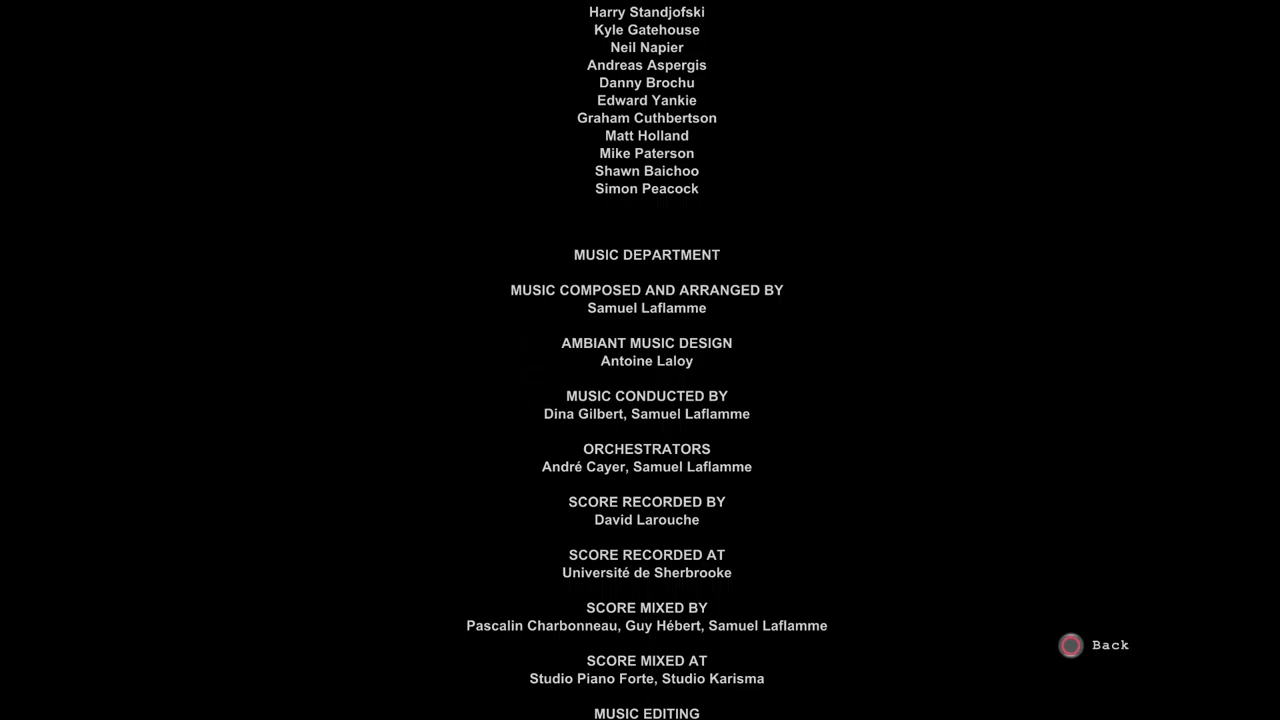 Harry Standjofski
Kyle Gatehouse
Neil Napier
Andreas Aspergis
Danny Brochu
Edward Yankie
Graham Cuthbertson
Matt Holland
Mike Paterson
Shawn Baichoo
Simon Peacock
MUSIC DEPARTMENT
MUSIC COMPOSED AND ARRANGED BY
Samuel Laflamme
AMBIANT MUSIC DESIGN
Antoine Laloy
MUSIC CONDUCTED BY
Dina Gilbert, Samuel Laflamme
ORCHESTRATORS
André Cayer, Samuel Laflamme
SCORE RECORDED BY
David Larouche
SCORE RECORDED AT
Université de Sherbrooke
SCORE MIXED BY
Pascalin Charbonneau, Guy Hébert, Samuel Laflamme
Back
SCORE MIXED AT
Studio Piano Forte, Studio Karisma
MUSIC EDITING